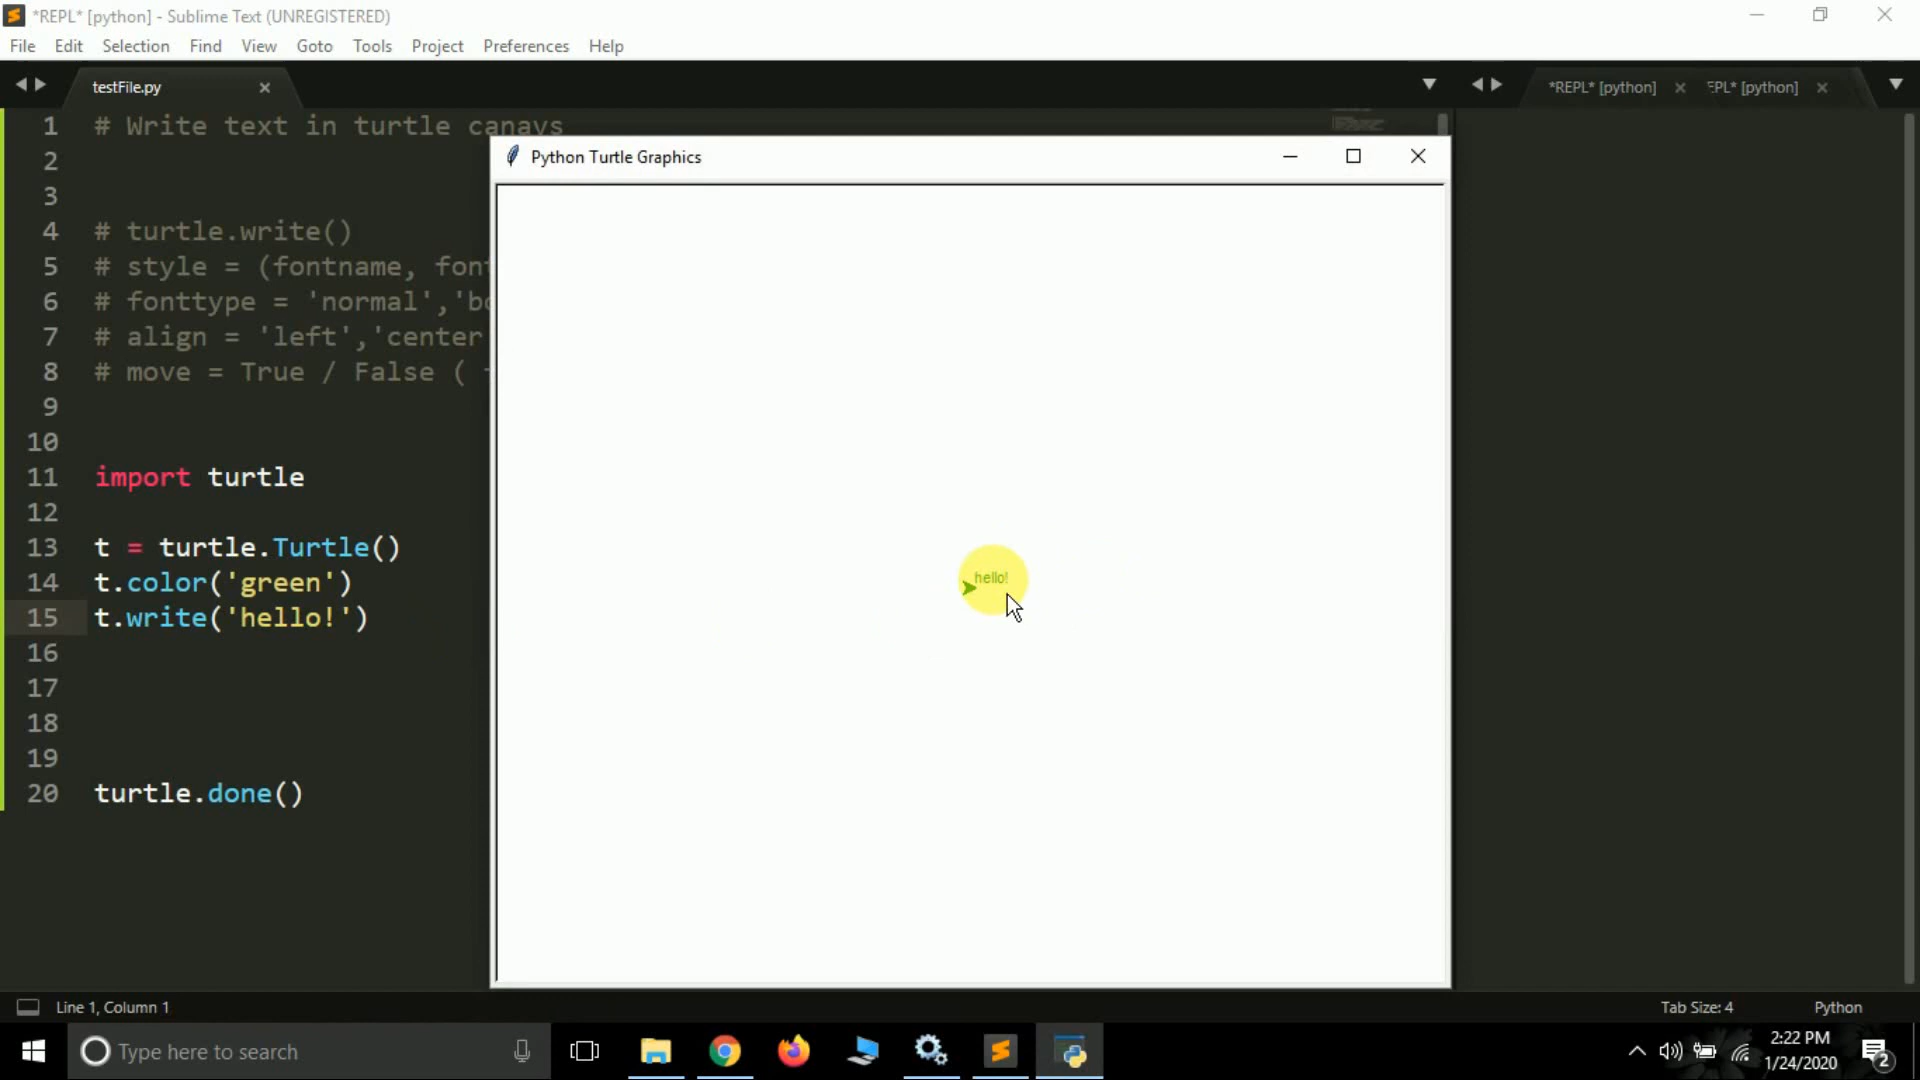 *REPL* [python] - Sublime Text (UNREGISTERED)
File Edit Selection Find View Goto Tools Project Preferences Help
testFile.py
*REPL* [python]
[python]
1 # Write text in turtle canavs
Python Turtle Graphics
2
3
4 # turtle.write()
5 # style = (fontname, font
6 # fonttype = 'normal','bo
7 # align = 'left','center
8 # move = True / False (
9
10
11 import turtle
12
13 t = turtle.Turtle()
14 t.color('green')
15 t.write('hello!')
hello!
16
17
18
19
20 turtle.done()
Line 1, Column 1
Tab Size: 4
Python
Type here to search
2:22 PM
1/24/2020
2